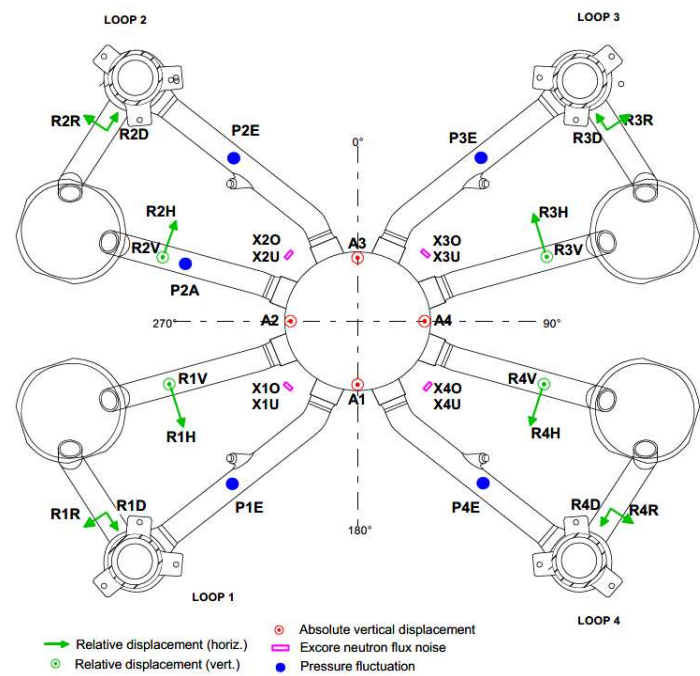 LOOP 2
LOOP 3
R2R
R2D
P2E
P3E
R3D
R3R
0°
R2H
R3H
R2V
X2O
X2U
A3
X3O
X3U
R3V
P2A
270°
A2
A4
90°
R1V
X1O
X1U
A1
X4O
X4U
R4V
R1H
R4H
R1R
R1D
P1E
P4E
R4D
R4R
180°
LOOP 1
LOOP 4
Relative displacement (horiz.)
Relative displacement (vert.)
Absolute vertical displacement
Excore neutron flux noise
Pressure fluctuation